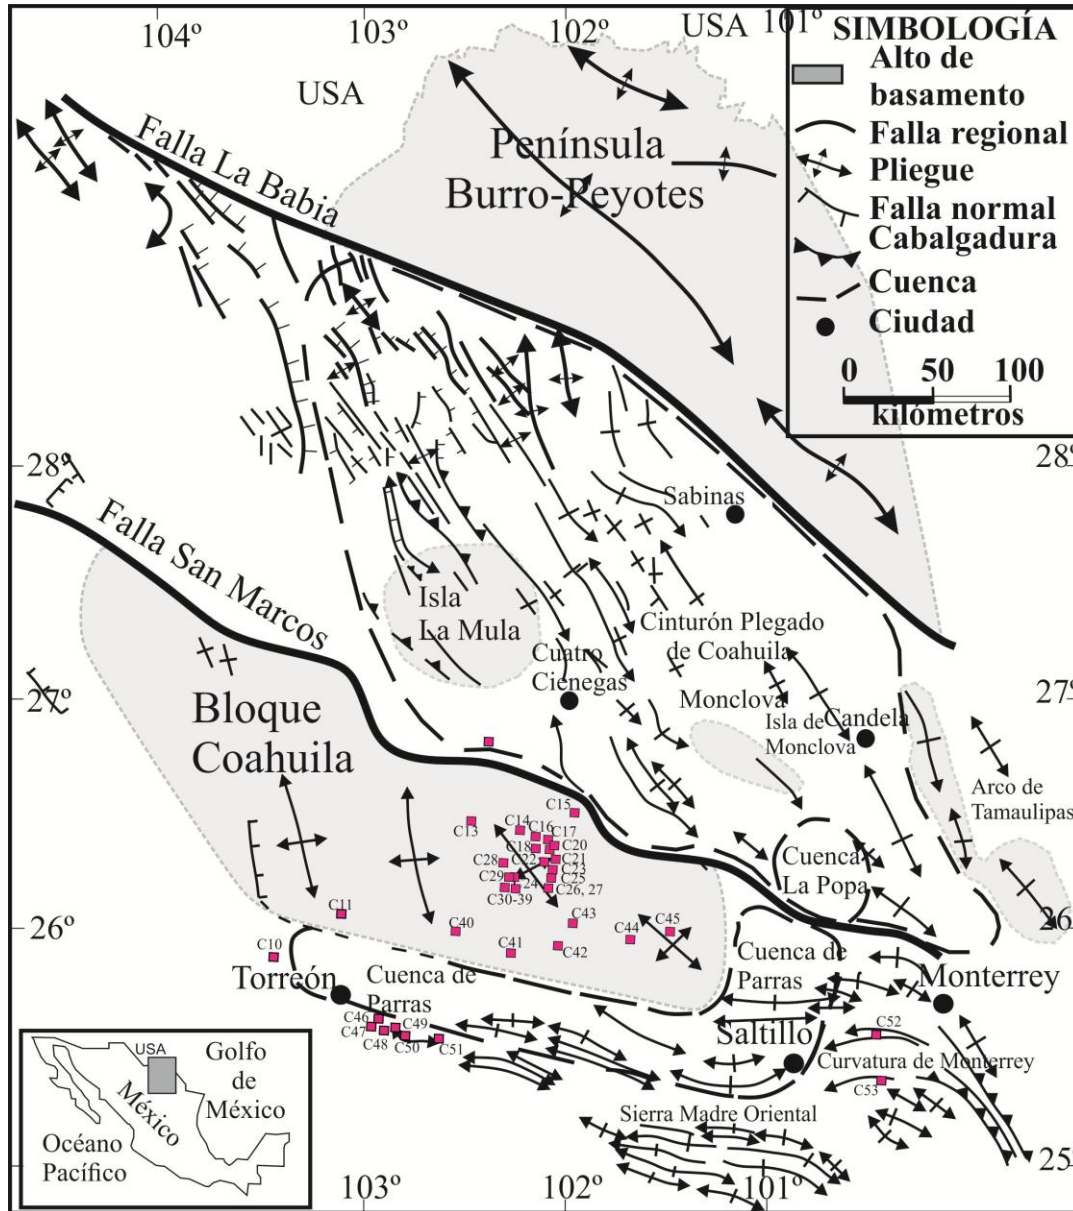 104º
103º
102º
USA
101º
USA
SIMBOLOGÍA
Alto de
basamento
Falla regional
Pliegue
Falla normal
Cabalgadura
Cuenca
Ciudad
0 50 100
kilómetros
Falla La Babia
Península
Burro-Peyotes
28º
28º
Sabinas
Falla San Marcos
Isla
La Mula
Cinturón Plegado
de Coahuila
Cuatro
Cienegas
27º
27º
Monclova
Isla de
Monclova
Candela
Bloque
Coahuila
Arco de
Tamaulipas
C15
C13
C14
C16
C17
C18
C20
C28
C22
C21
C23
C29
C24
C25
C30-39
C26, 27
Cuenca
La Popa
C11
C40
C43
C44
C45
26º
26º
C10
C41
C42
Torreón
Cuenca de
Parras
Cuenca de
Parras
Monterrey
C46
C47
C48
C49
C50
C51
Saltillo
C52
Curvatura de Monterrey
C53
Sierra Madre Oriental
USA
Golfo
de
México
México
Océano
Pacífico
25º
103º
102º
101º